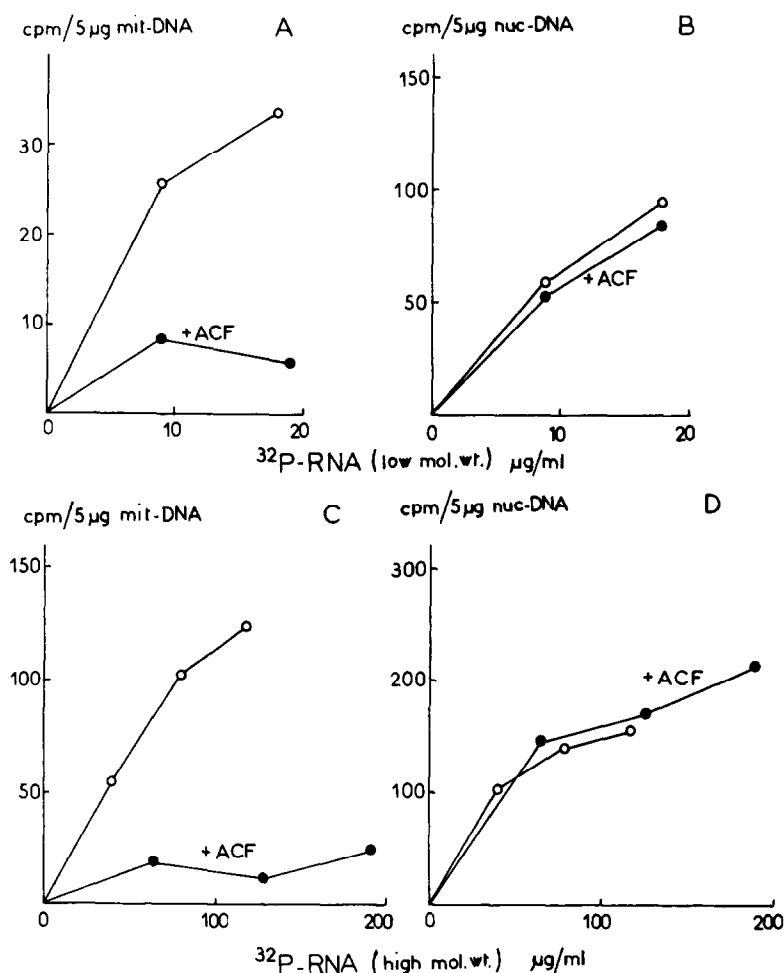 cpm/5µg mit-DNA A
30
20
10
+ ACF
0 10 20
cpm/5µg nuc-DNA B
150
100
50
+ ACF
0 10 20
³²P-RNA (low mol.wt.) µg/ml
cpm/5µg mit-DNA C
150
100
50
+ ACF
0 100 200
cpm/5µg nuc-DNA D
300
200
100
+ ACF
0 100 200
³²P-RNA (high mol.wt.) µg/ml